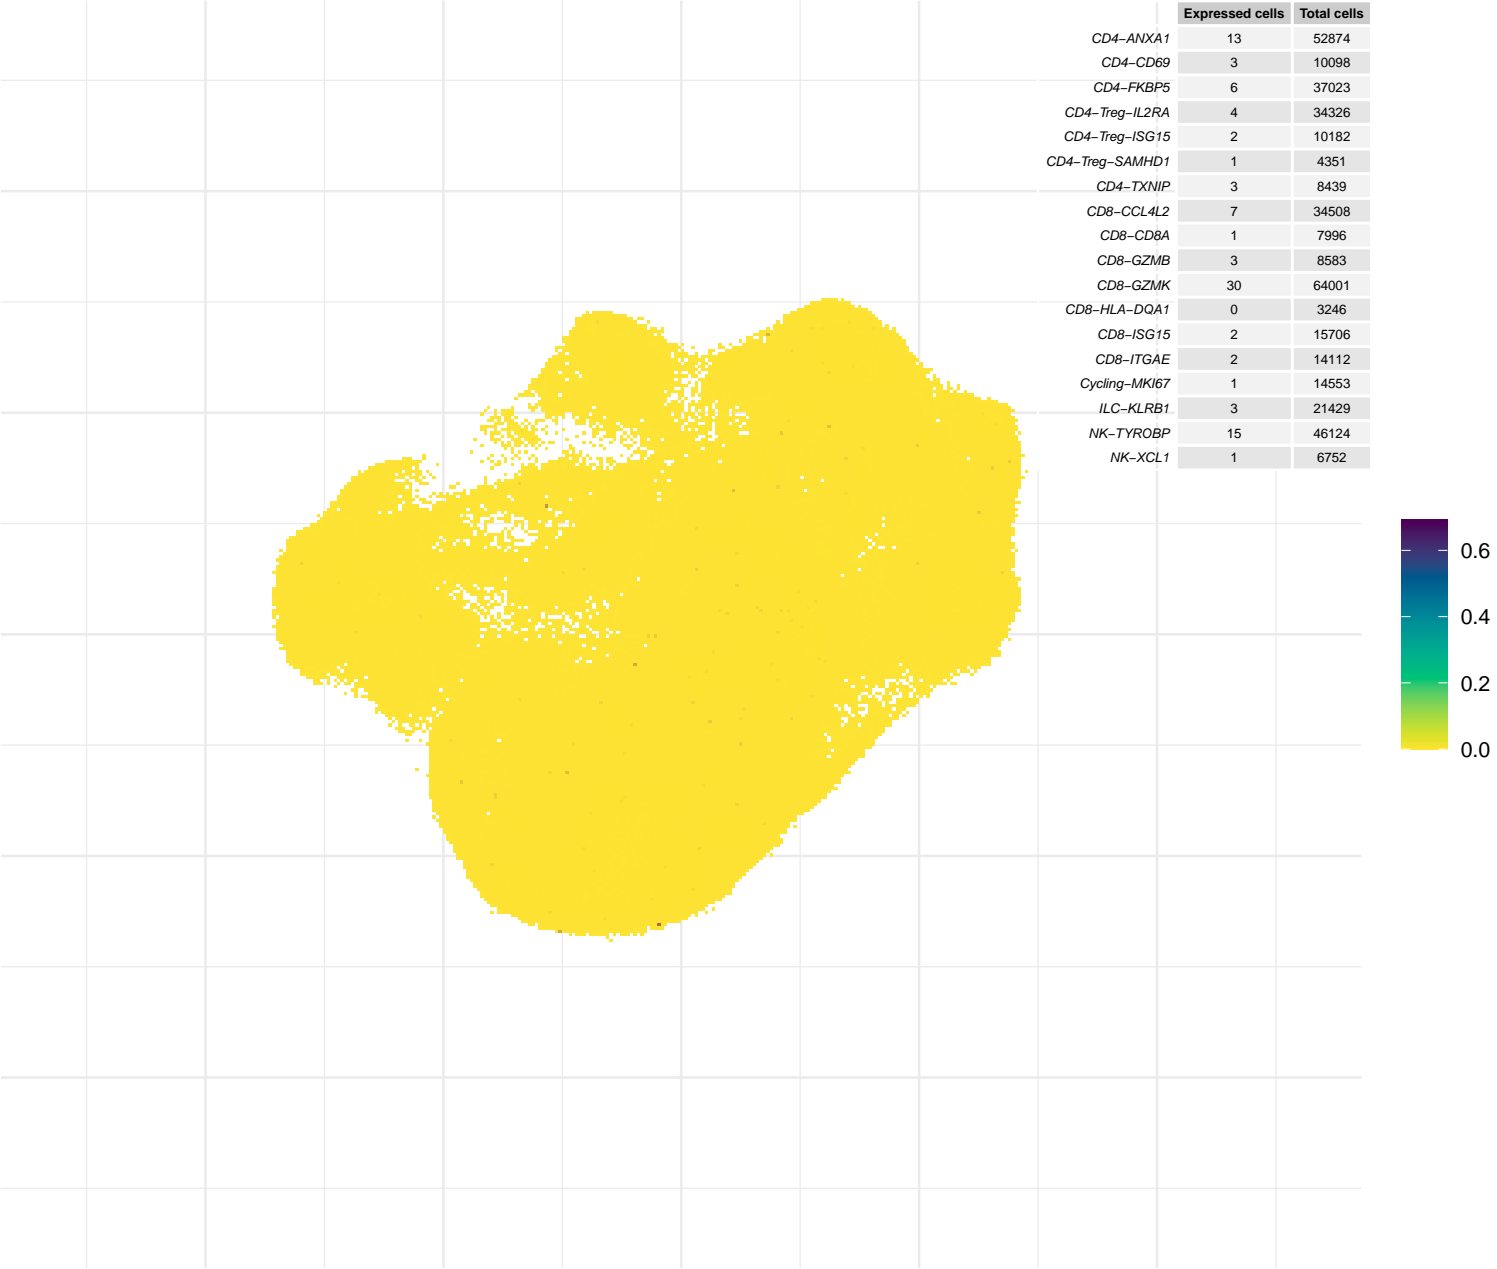 Expressed cells Total cells
CD4−ANXA1 13 52874
CD4−CD69 3 10098
CD4−FKBP5 6 37023
CD4−Treg−IL2RA 4 34326
CD4−Treg−ISG15 2 10182
CD4−Treg−SAMHD1 1 4351
CD4−TXNIP 3 8439
CD8−CCL4L2 7 34508
CD8−CD8A 1 7996
CD8−GZMB 3 8583
CD8−GZMK 30 64001
CD8−HLA−DQA1 0 3246
CD8−ISG15 2 15706
CD8−ITGAE 2 14112
Cycling−MKI67 1 14553
ILC−KLRB1 3 21429
NK−TYROBP 15 46124
NK−XCL1 1 6752
0.6
0.4
0.2
0.0